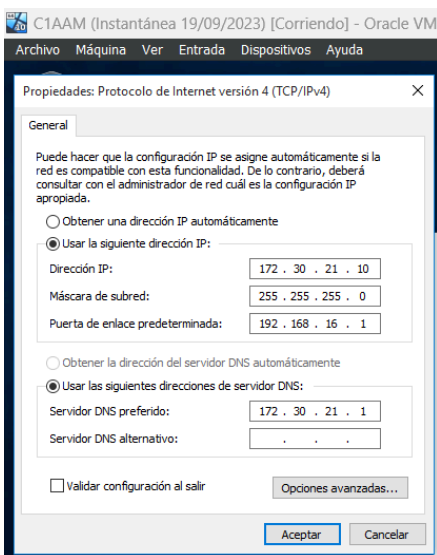 C1AAM (Instantánea 19/09/2023) [Corriendo] - Oracle VM
Archivo Máquina Ver Entrada Dispositivos Ayuda
Propiedades: Protocolo de Internet versión 4 (TCP/IPv4)
General
Puede hacer que la configuración IP se asigne automáticamente si la
red es compatible con esta funcionalidad. De lo contrario, deberá
consultar con el administrador de red cuál es la configuración IP
apropiada.
Obtener una dirección IP automáticamente
Usar la siguiente dirección IP:
Dirección IP: 172 . 30 . 21 . 10
Máscara de subred: 255 . 255 . 255 . 0
Puerta de enlace predeterminada: 192 . 168 . 16 . 1
Obtener la dirección del servidor DNS automáticamente
Usar las siguientes direcciones de servidor DNS:
Servidor DNS preferido: 172 . 30 . 21 . 1
Servidor DNS alternativo: . . .
Validar configuración al salir Opciones avanzadas...
Aceptar Cancelar